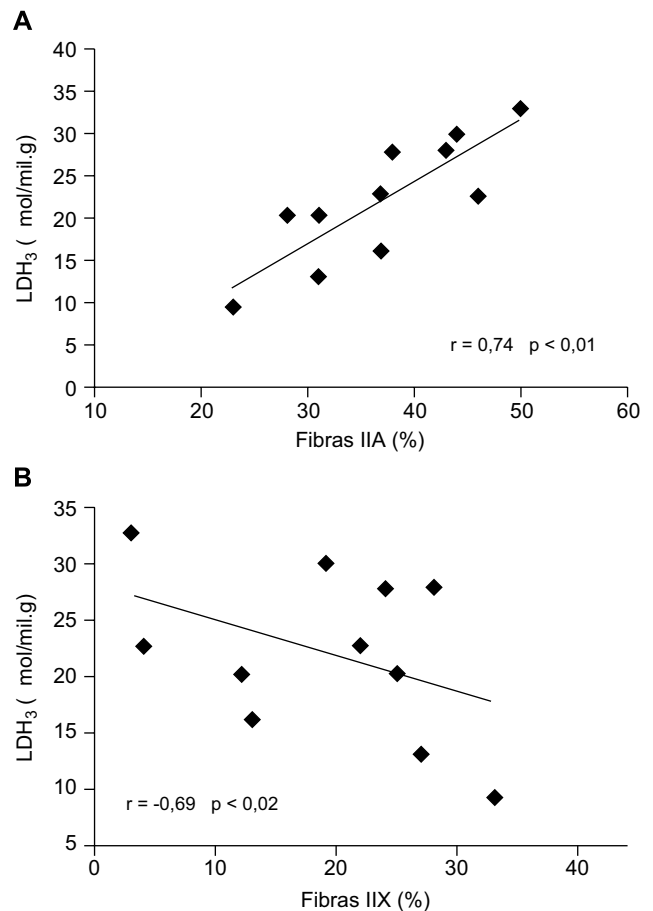 A
LDH3 ( mol/mil.g)
40
35
30
25
20
15
10
5
0
10 20 30 40 50 60
r = 0,74 p < 0,01
Fibras IIA (%)
B
LDH3 ( mol/mil.g)
35
30
25
20
15
10
5
0 10 20 30 40
r = -0,69 p < 0,02
Fibras IIX (%)